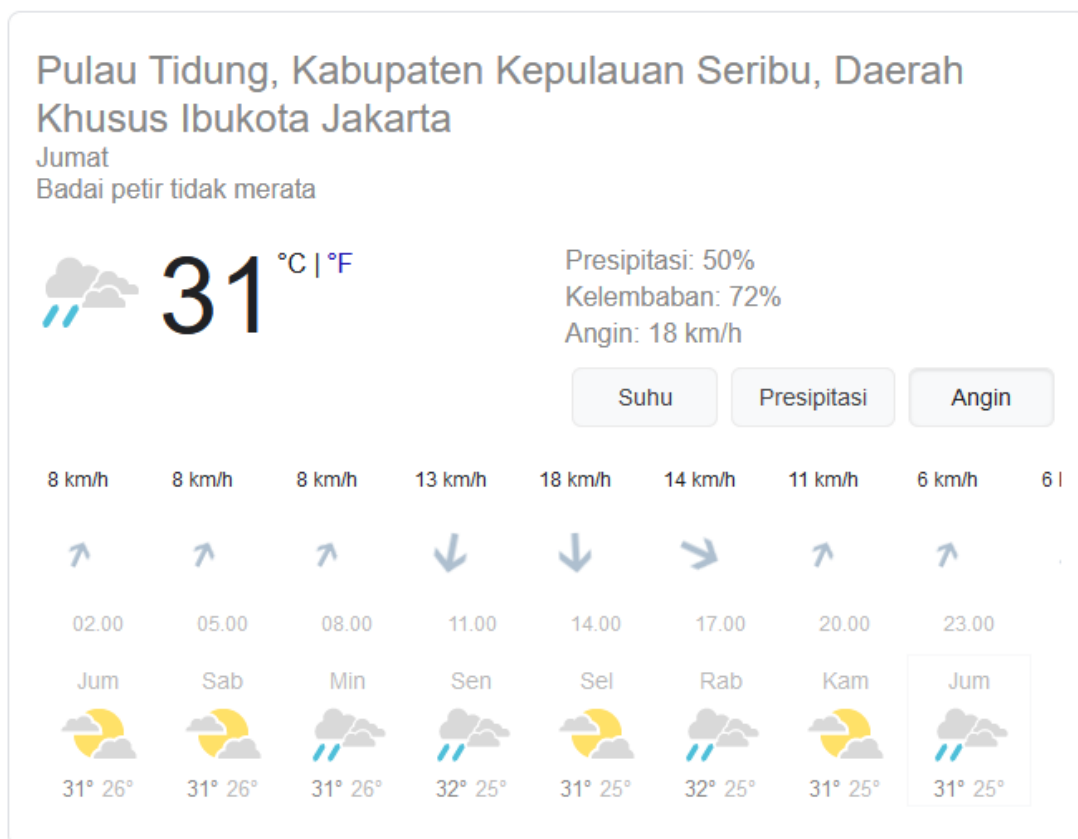 Pulau Tidung, Kabupaten Kepulauan Seribu, Daerah
Khusus Ibukota Jakarta
Jumat
Badai petir tidak merata
31 °C | °F
Presipitasi: 50%
Kelembaban: 72%
Angin: 18 km/h
Suhu Presipitasi Angin
8 km/h 8 km/h 8 km/h 13 km/h 18 km/h 14 km/h 11 km/h 6 km/h 6
02.00 05.00 08.00 11.00 14.00 17.00 20.00 23.00
Jum Sab Min Sen Sel Rab Kam Jum
31° 26° 31° 26° 31° 26° 32° 25° 31° 25° 32° 25° 31° 25° 31° 25°